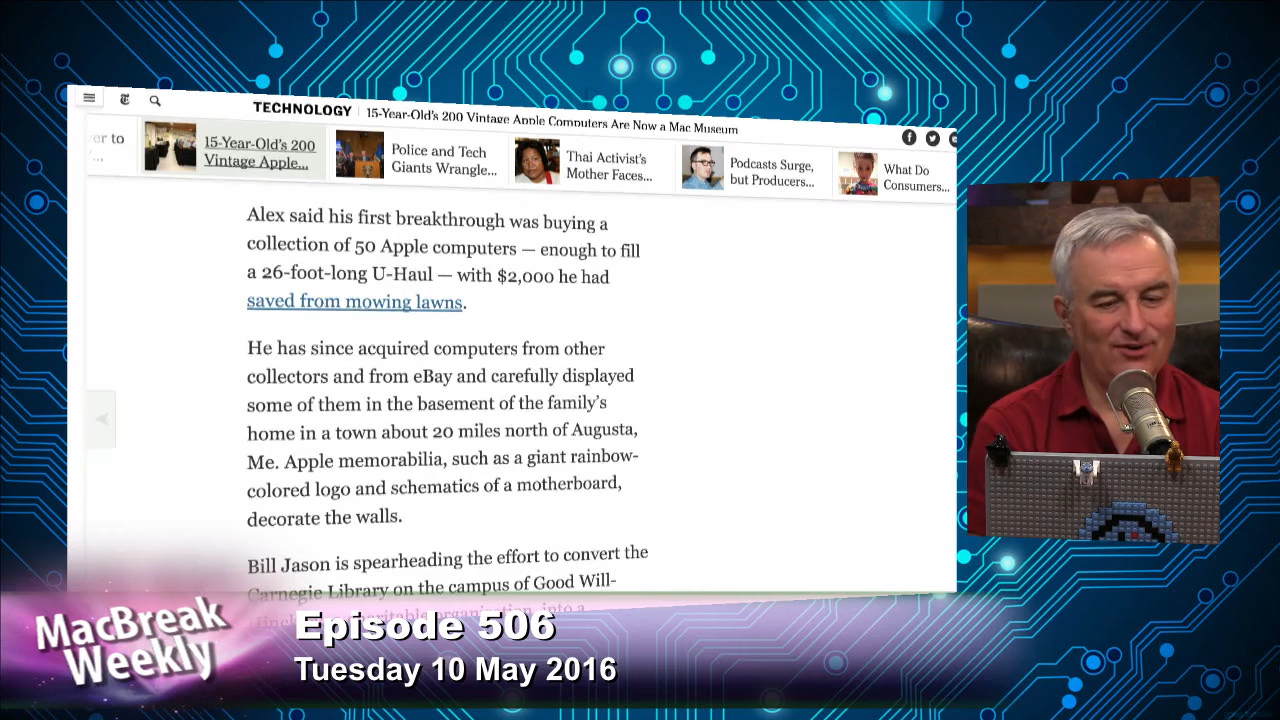 TECHNOLOGY | 15-Year-Old's 200 Vintage Apple Computers Are Now a Mac Museum
er to
...
15-Year-Old's 200
Vintage Apple...
Police and Tech
Giants Wrangle...
Thai Activist's
Mother Faces...
Podcasts Surge,
but Producers...
What Do
Consumers...
Alex said his first breakthrough was buying a
collection of 50 Apple computers — enough to fill
a 26-foot-long U-Haul — with $2,000 he had
saved from mowing lawns.
He has since acquired computers from other
collectors and from eBay and carefully displayed
some of them in the basement of the family's
home in a town about 20 miles north of Augusta,
Me. Apple memorabilia, such as a giant rainbow-
colored logo and schematics of a motherboard,
decorate the walls.
Bill Jason is spearheading the effort to convert the
Carnegie Library on the campus of Good Will-
Hinckley, a charitable organization, into a
MacBreak
Weekly
Episode 506
Tuesday 10 May 2016